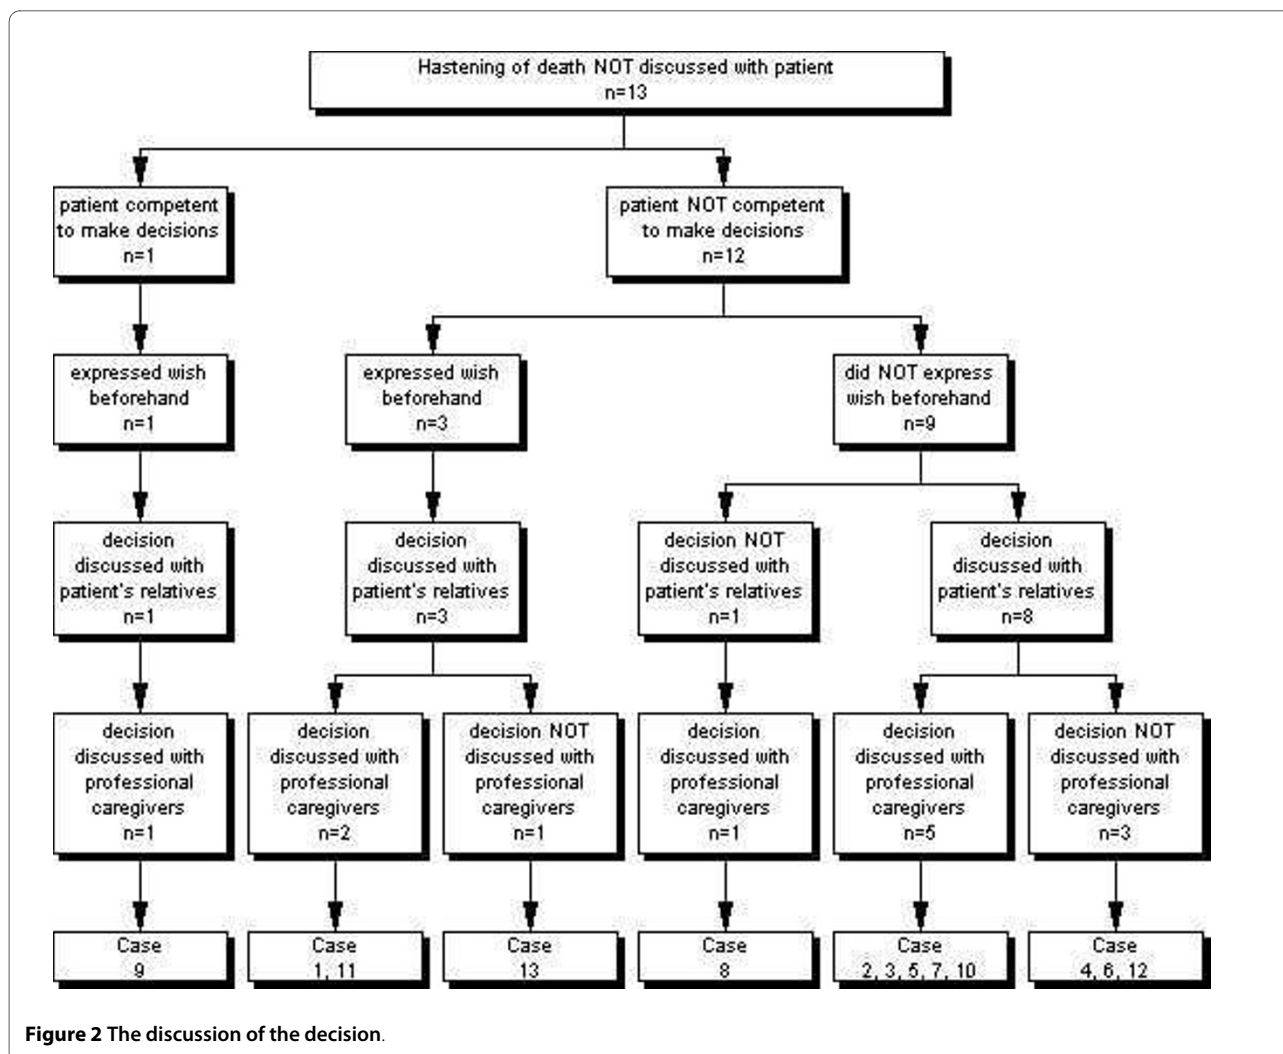 Hastening of death NOT discussed with patient
n=13
patient competent
to make decisions
n=1
patient NOT competent
to make decisions
n=12
expressed wish
beforehand
n=1
expressed wish
beforehand
n=3
did NOT express
wish beforehand
n=9
decision
discussed with
patient's relatives
n=1
decision
discussed with
patient's relatives
n=3
decision NOT
discussed with
patient's relatives
n=1
decision
discussed with
patient's relatives
n=8
decision
discussed with
professional
caregivers
n=1
decision
discussed with
professional
caregivers
n=2
decision NOT
discussed with
professional
caregivers
n=1
decision
discussed with
professional
caregivers
n=1
decision
discussed with
professional
caregivers
n=5
decision NOT
discussed with
professional
caregivers
n=3
Case
9
Case
1, 11
Case
13
Case
8
Case
2, 3, 5, 7, 10
Case
4, 6, 12
Figure 2 The discussion of the decision.